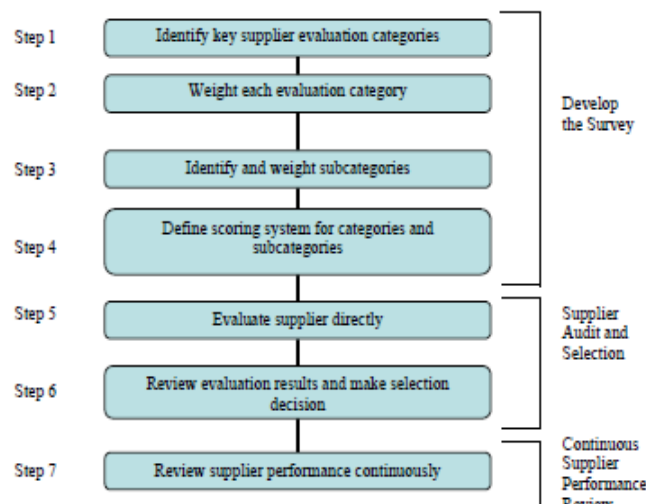 Step 1
Identify key supplier evaluation categories
Step 2
Weight each evaluation category
Develop
the Survey
Step 3
Identify and weight subcategories
Step 4
Define scoring system for categories and
subcategories
Step 5
Evaluate supplier directly
Supplier
Audit and
Selection
Step 6
Review evaluation results and make selection
decision
Step 7
Review supplier performance continuously
Continuous
Supplier
Performance
Review